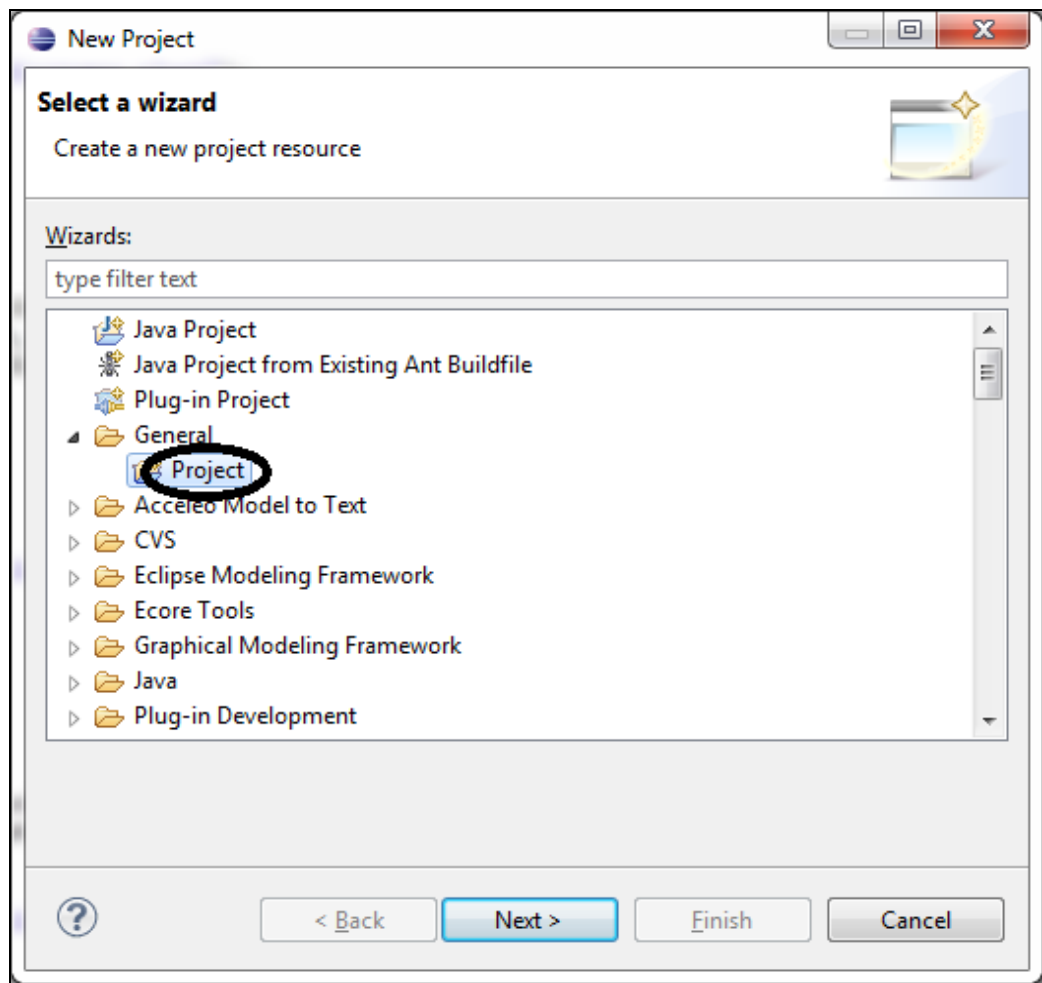 New Project
Select a wizard
Create a new project resource
Wizards:
type filter text
Java Project
Java Project from Existing Ant Buildfile
Plug-in Project
General
Project
Acceleo Model to Text
CVS
Eclipse Modeling Framework
Ecore Tools
Graphical Modeling Framework
Java
Plug-in Development
? < Back Next > Finish Cancel